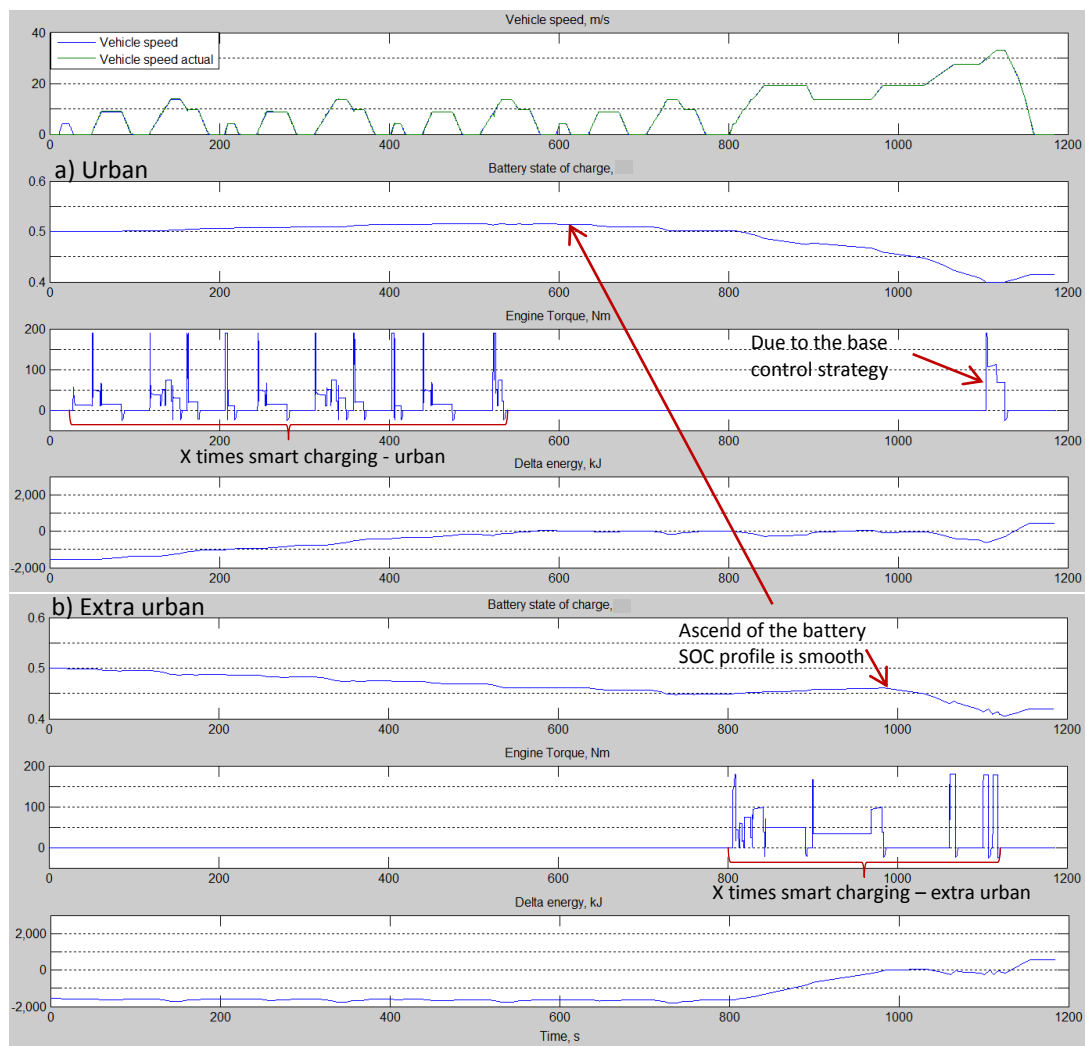 Vehicle speed, m/s
40
Vehicle speed
Vehicle speed actual
20
0
0 200 400 600 800 1000 1200
a) Urban
Battery state of charge,
0.6
0.5
0.4
0 200 400 600 800 1000 1200
Engine Torque, Nm
200
Due to the base
control strategy
100
0
0 200 400 600 800 1000 1200
X times smart charging - urban
Delta energy, kJ
2,000
0
-2,000
0 200 400 600 800 1000 1200
b) Extra urban
Battery state of charge,
0.6
Ascend of the battery
SOC profile is smooth
0.5
0.4
0 200 400 600 800 1000 1200
Engine Torque, Nm
200
100
0
0 200 400 600 800 1000 1200
X times smart charging – extra urban
Delta energy, kJ
2,000
0
-2,000
0 200 400 600 800 1000 1200
Time, s